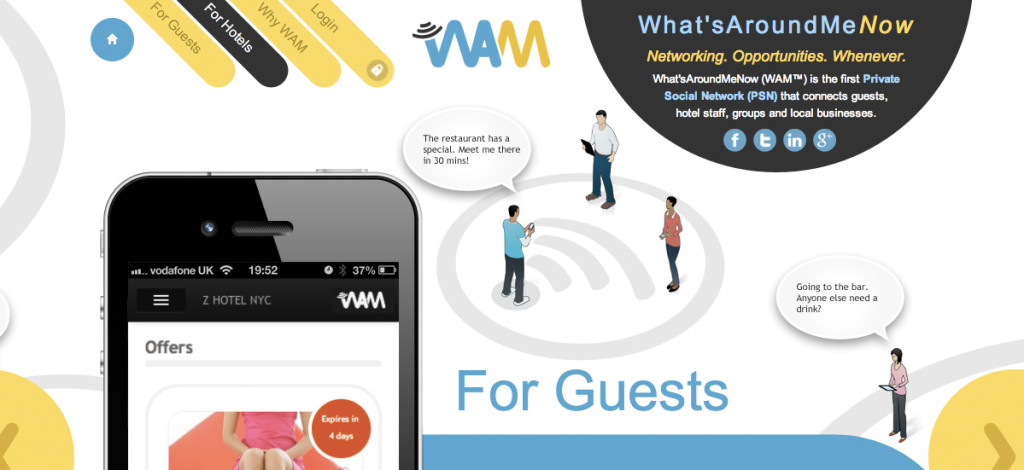 For Guests
For Hotels
Why WAM
Login
WAM
What'sAroundMeNow
Networking. Opportunities. Whenever.
What'sAroundMeNow (WAM™) is the first Private
Social Network (PSN) that connects guests,
hotel staff, groups and local businesses.
f t in g+
The restaurant has a
special. Meet me there
in 30 mins!
vodafone UK 19:52 37%
Z HOTEL NYC WAM
Offers
Expires in
4 days
Going to the bar.
Anyone else need a
drink?
For Guests